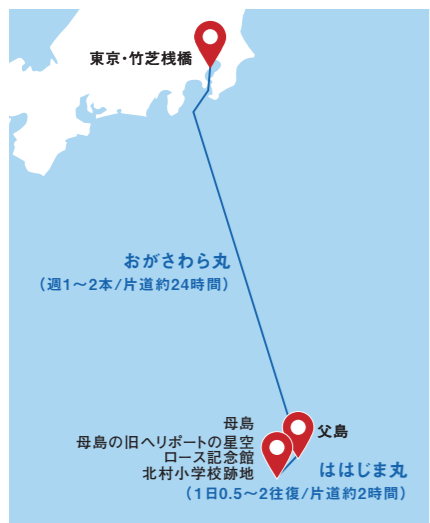 東京・竹芝桟橋
おがさわら丸
（週1〜2本/片道約24時間）
母島
母島の旧ヘリポートの星空
ロース記念館
北村小学校跡地
父島
ははじま丸
（1日0.5〜2往復/片道約2時間）